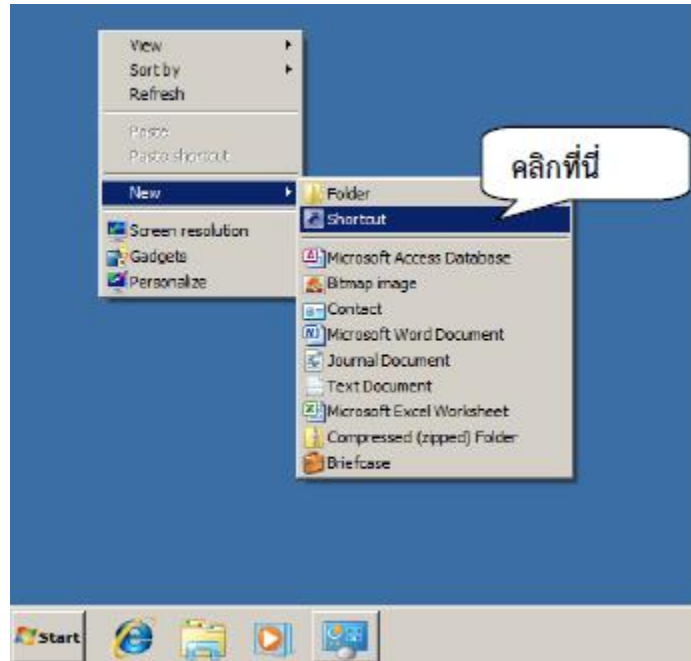 View
Sort by
Refresh
Paste
Paste shortcut
New
Screen resolution
Gadgets
Personalize
Folder
Shortcut
Microsoft Access Database
Bitmap image
Contact
Microsoft Word Document
Journal Document
Text Document
Microsoft Excel Worksheet
Compressed (zipped) Folder
Briefcase
คลิกที่นี่
Start